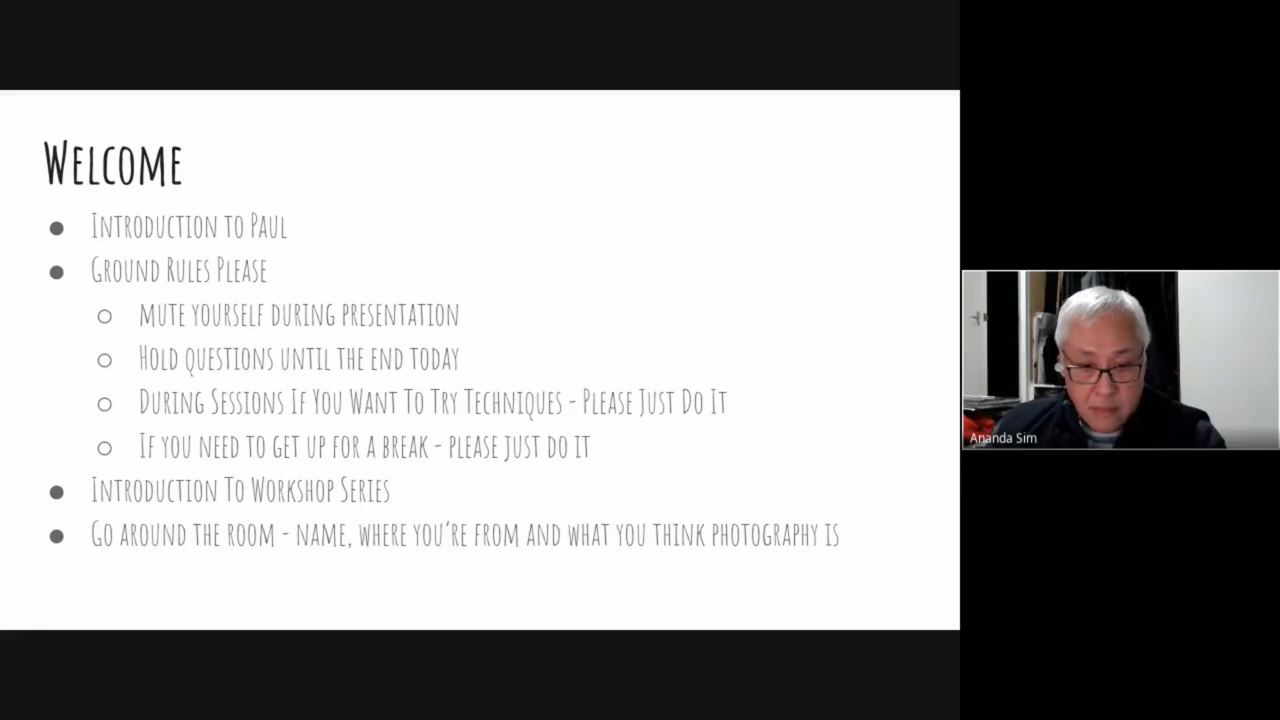 Welcome
● Introduction to Paul
● Ground Rules Please
○ mute yourself during presentation
○ Hold questions until the end today
○ During Sessions If You Want To Try Techniques - Please Just Do It
○ If you need to get up for a break - please just do it
● Introduction To Workshop Series
● Go around the room - name, where you're from and what you think photography is
Ananda Sim